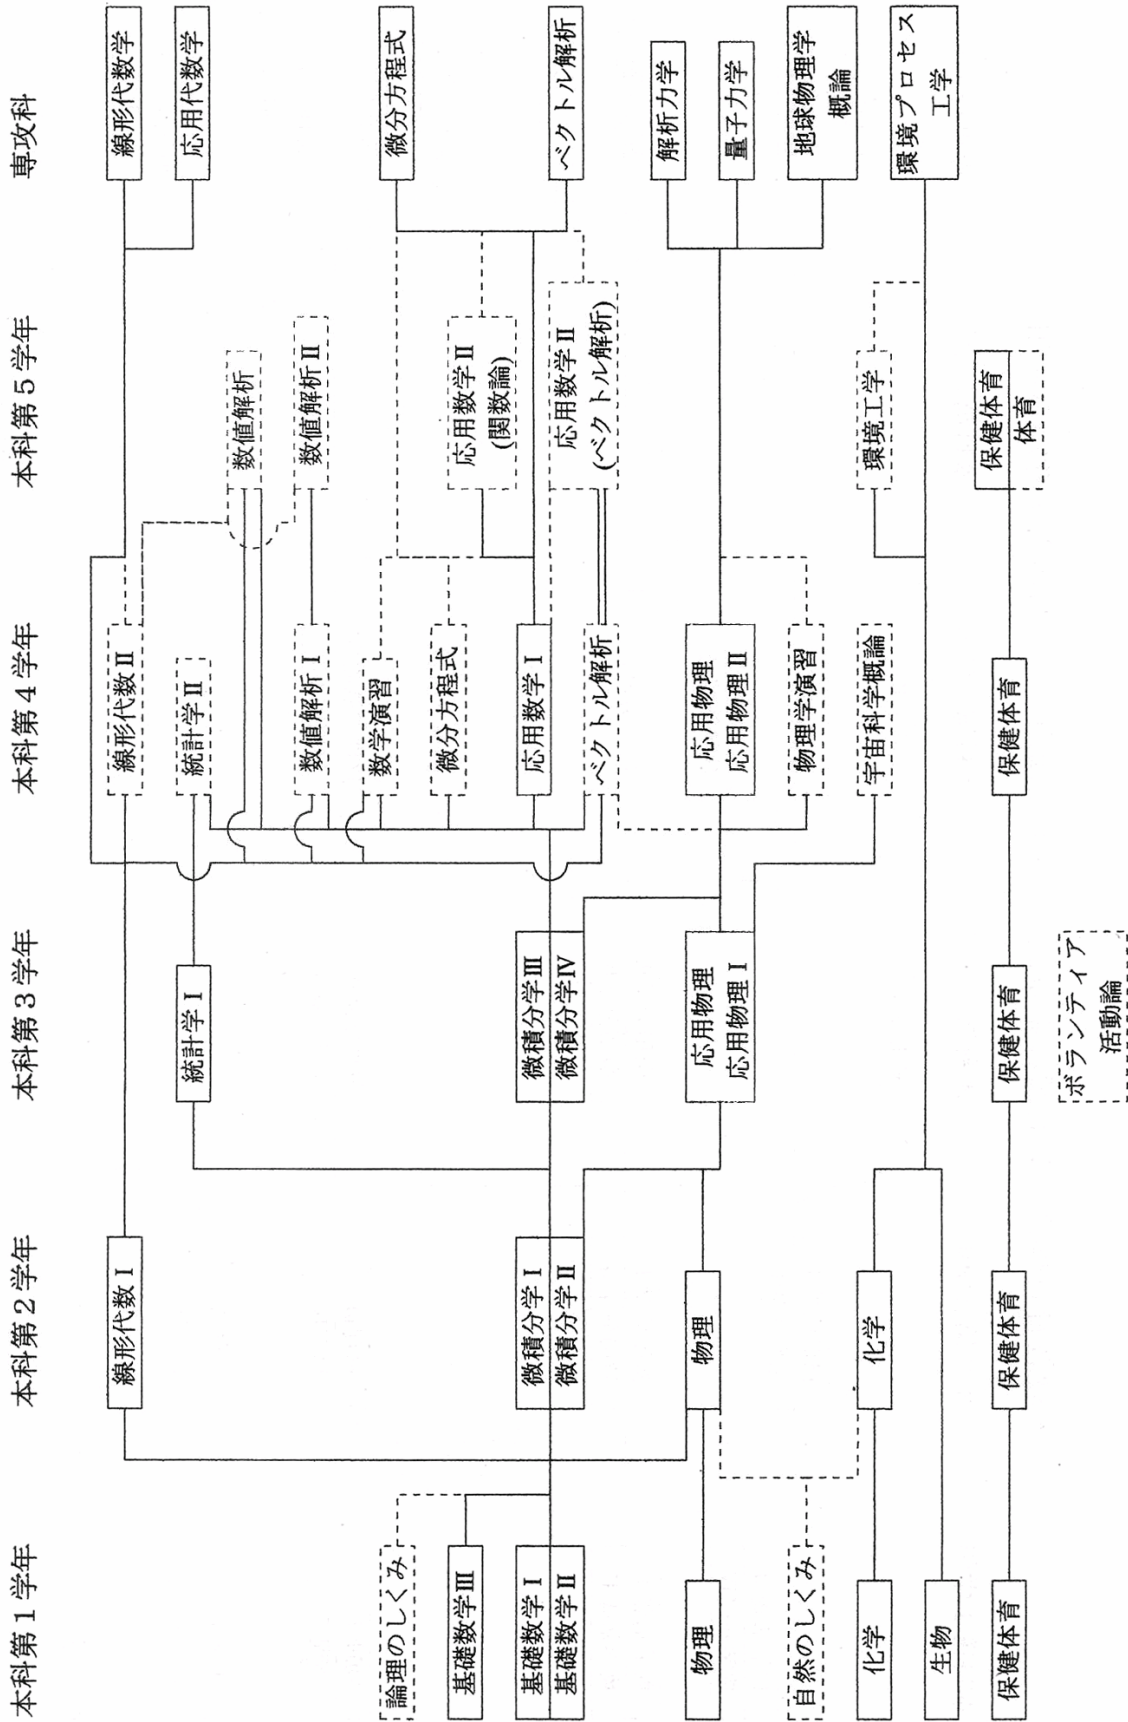 本科第1学年
論理のしくみ
基礎数学Ⅲ
基礎数学Ⅰ
基礎数学Ⅱ
物理
自然のしくみ
化学
生物
保健体育
本科第2学年
線形代数Ⅰ
微積分学Ⅰ
微積分学Ⅱ
物理
化学
保健体育
本科第3学年
統計学Ⅰ
微積分学Ⅲ
微積分学Ⅳ
応用物理
応用物理Ⅰ
保健体育
ボランティア
活動論
本科第4学年
線形代数Ⅱ
統計学Ⅱ
数値解析Ⅰ
数学演習
微分方程式
応用数学Ⅰ
ベクトル解析
応用物理
応用物理Ⅱ
物理学演習
宇宙科学概論
保健体育
本科第5学年
数値解析
数値解析Ⅱ
応用数学Ⅱ
(関数論)
応用数学Ⅱ
(ベクトル解析)
環境工学
保健体育
体育
専攻科
線形代数学
応用代数学
微分方程式
ベクトル解析
解析力学
量子力学
地球物理学
概論
環境プロセス
工学